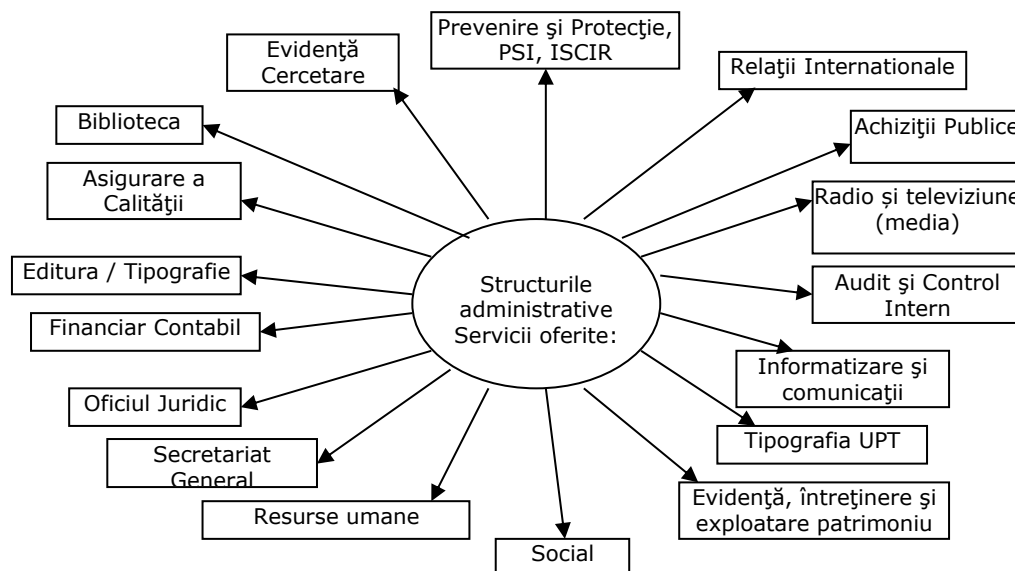 Prevenire şi Protecţie,
PSI, ISCIR
Evidenţă
Cercetare
Relaţii Internationale
Biblioteca
Achiziţii Publice
Asigurare a
Calităţii
Radio și televiziune
(media)
Editura / Tipografie
Structurile
administrative
Servicii oferite:
Audit şi Control
Intern
Financiar Contabil
Informatizare şi
comunicaţii
Oficiul Juridic
Tipografia UPT
Secretariat
General
Evidenţă, întreţinere şi
exploatare patrimoniu
Resurse umane
Social